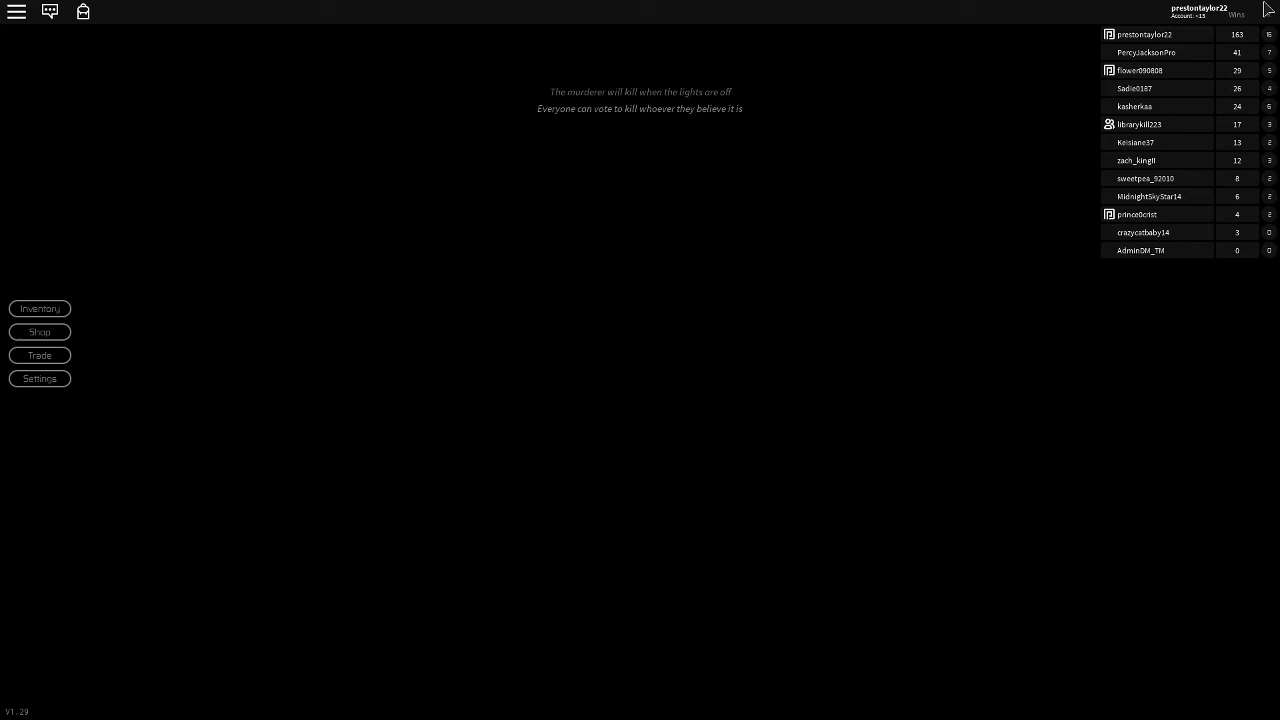 prestontaylor22
Account: <13
Wins
prestontaylor22 163 16
PercyJacksonPro 41 7
flower090808 29 5
Sadie0187 26 4
kasherkaa 24 6
librarykill223 17 3
Keisiane37 13 2
zach_kingII 12 3
sweetpea_92010 8 2
MidnightSkyStar14 6 2
prince0crist 4 2
crazycatbaby14 3 0
AdminDM_TM 0 0
The murderer will kill when the lights are off
Everyone can vote to kill whoever they believe it is
Inventory
Shop
Trade
Settings
V1.29